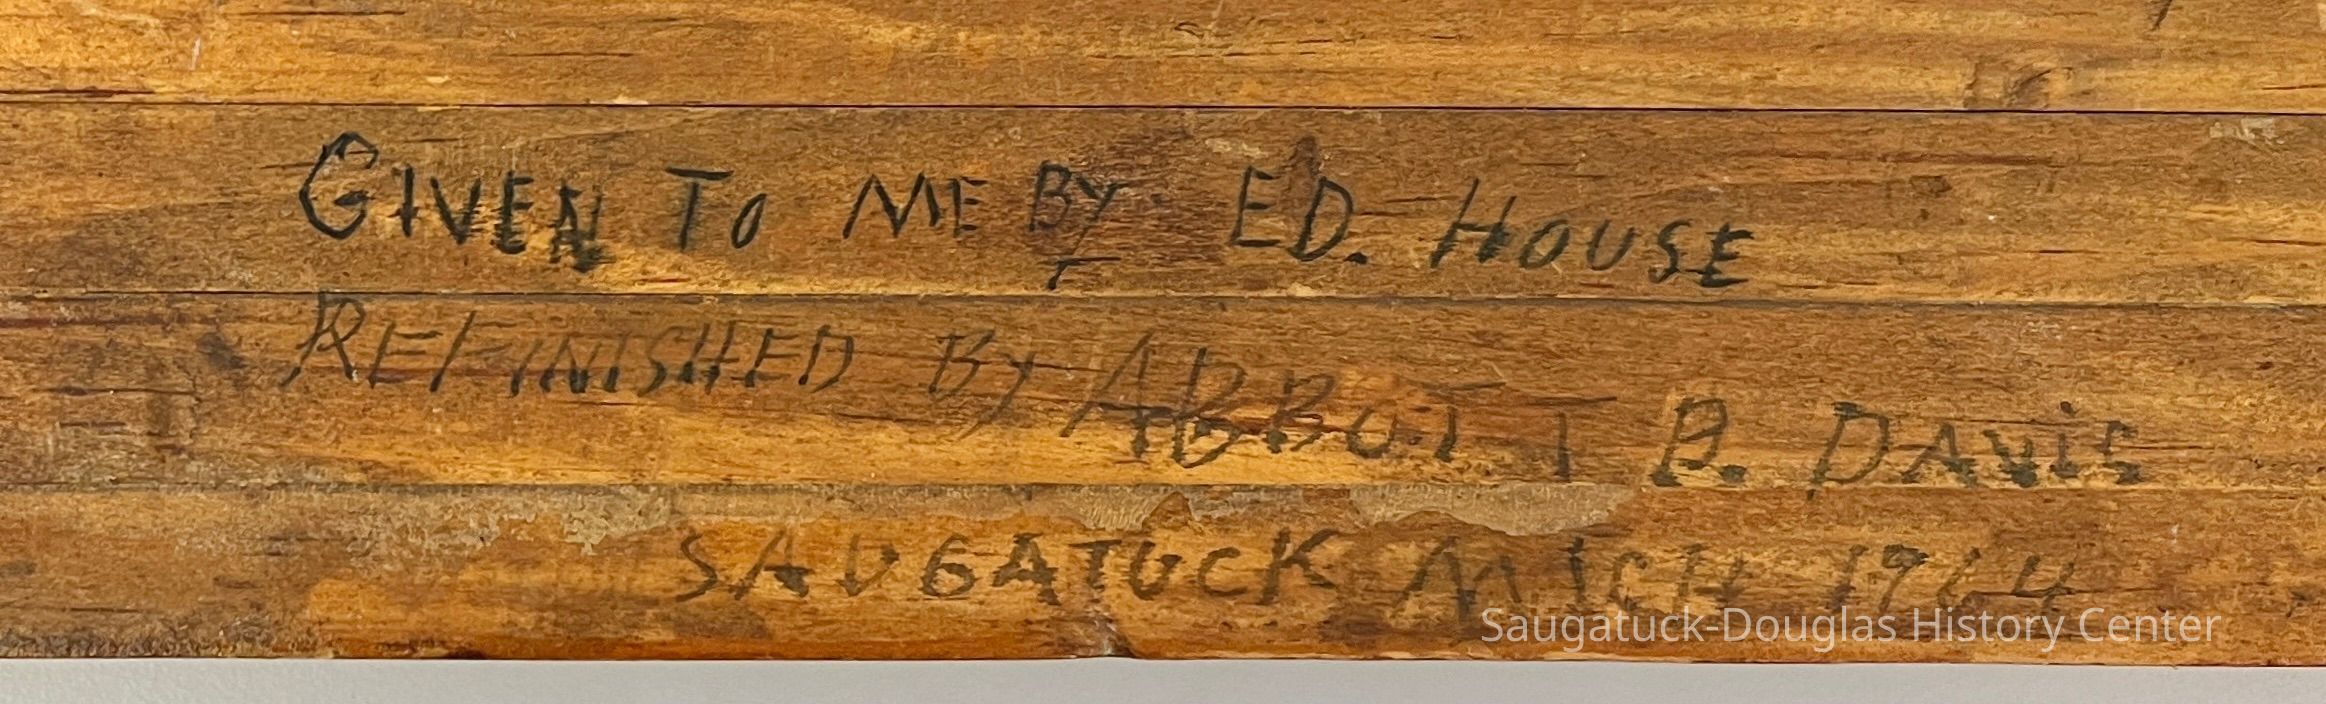 GIVEN TO ME BY ED. HOUSE
REFINISHED BY ABBOTT B. DAVIS
SAUGATUCK MICH 1964
Saugatuck-Douglas History Center